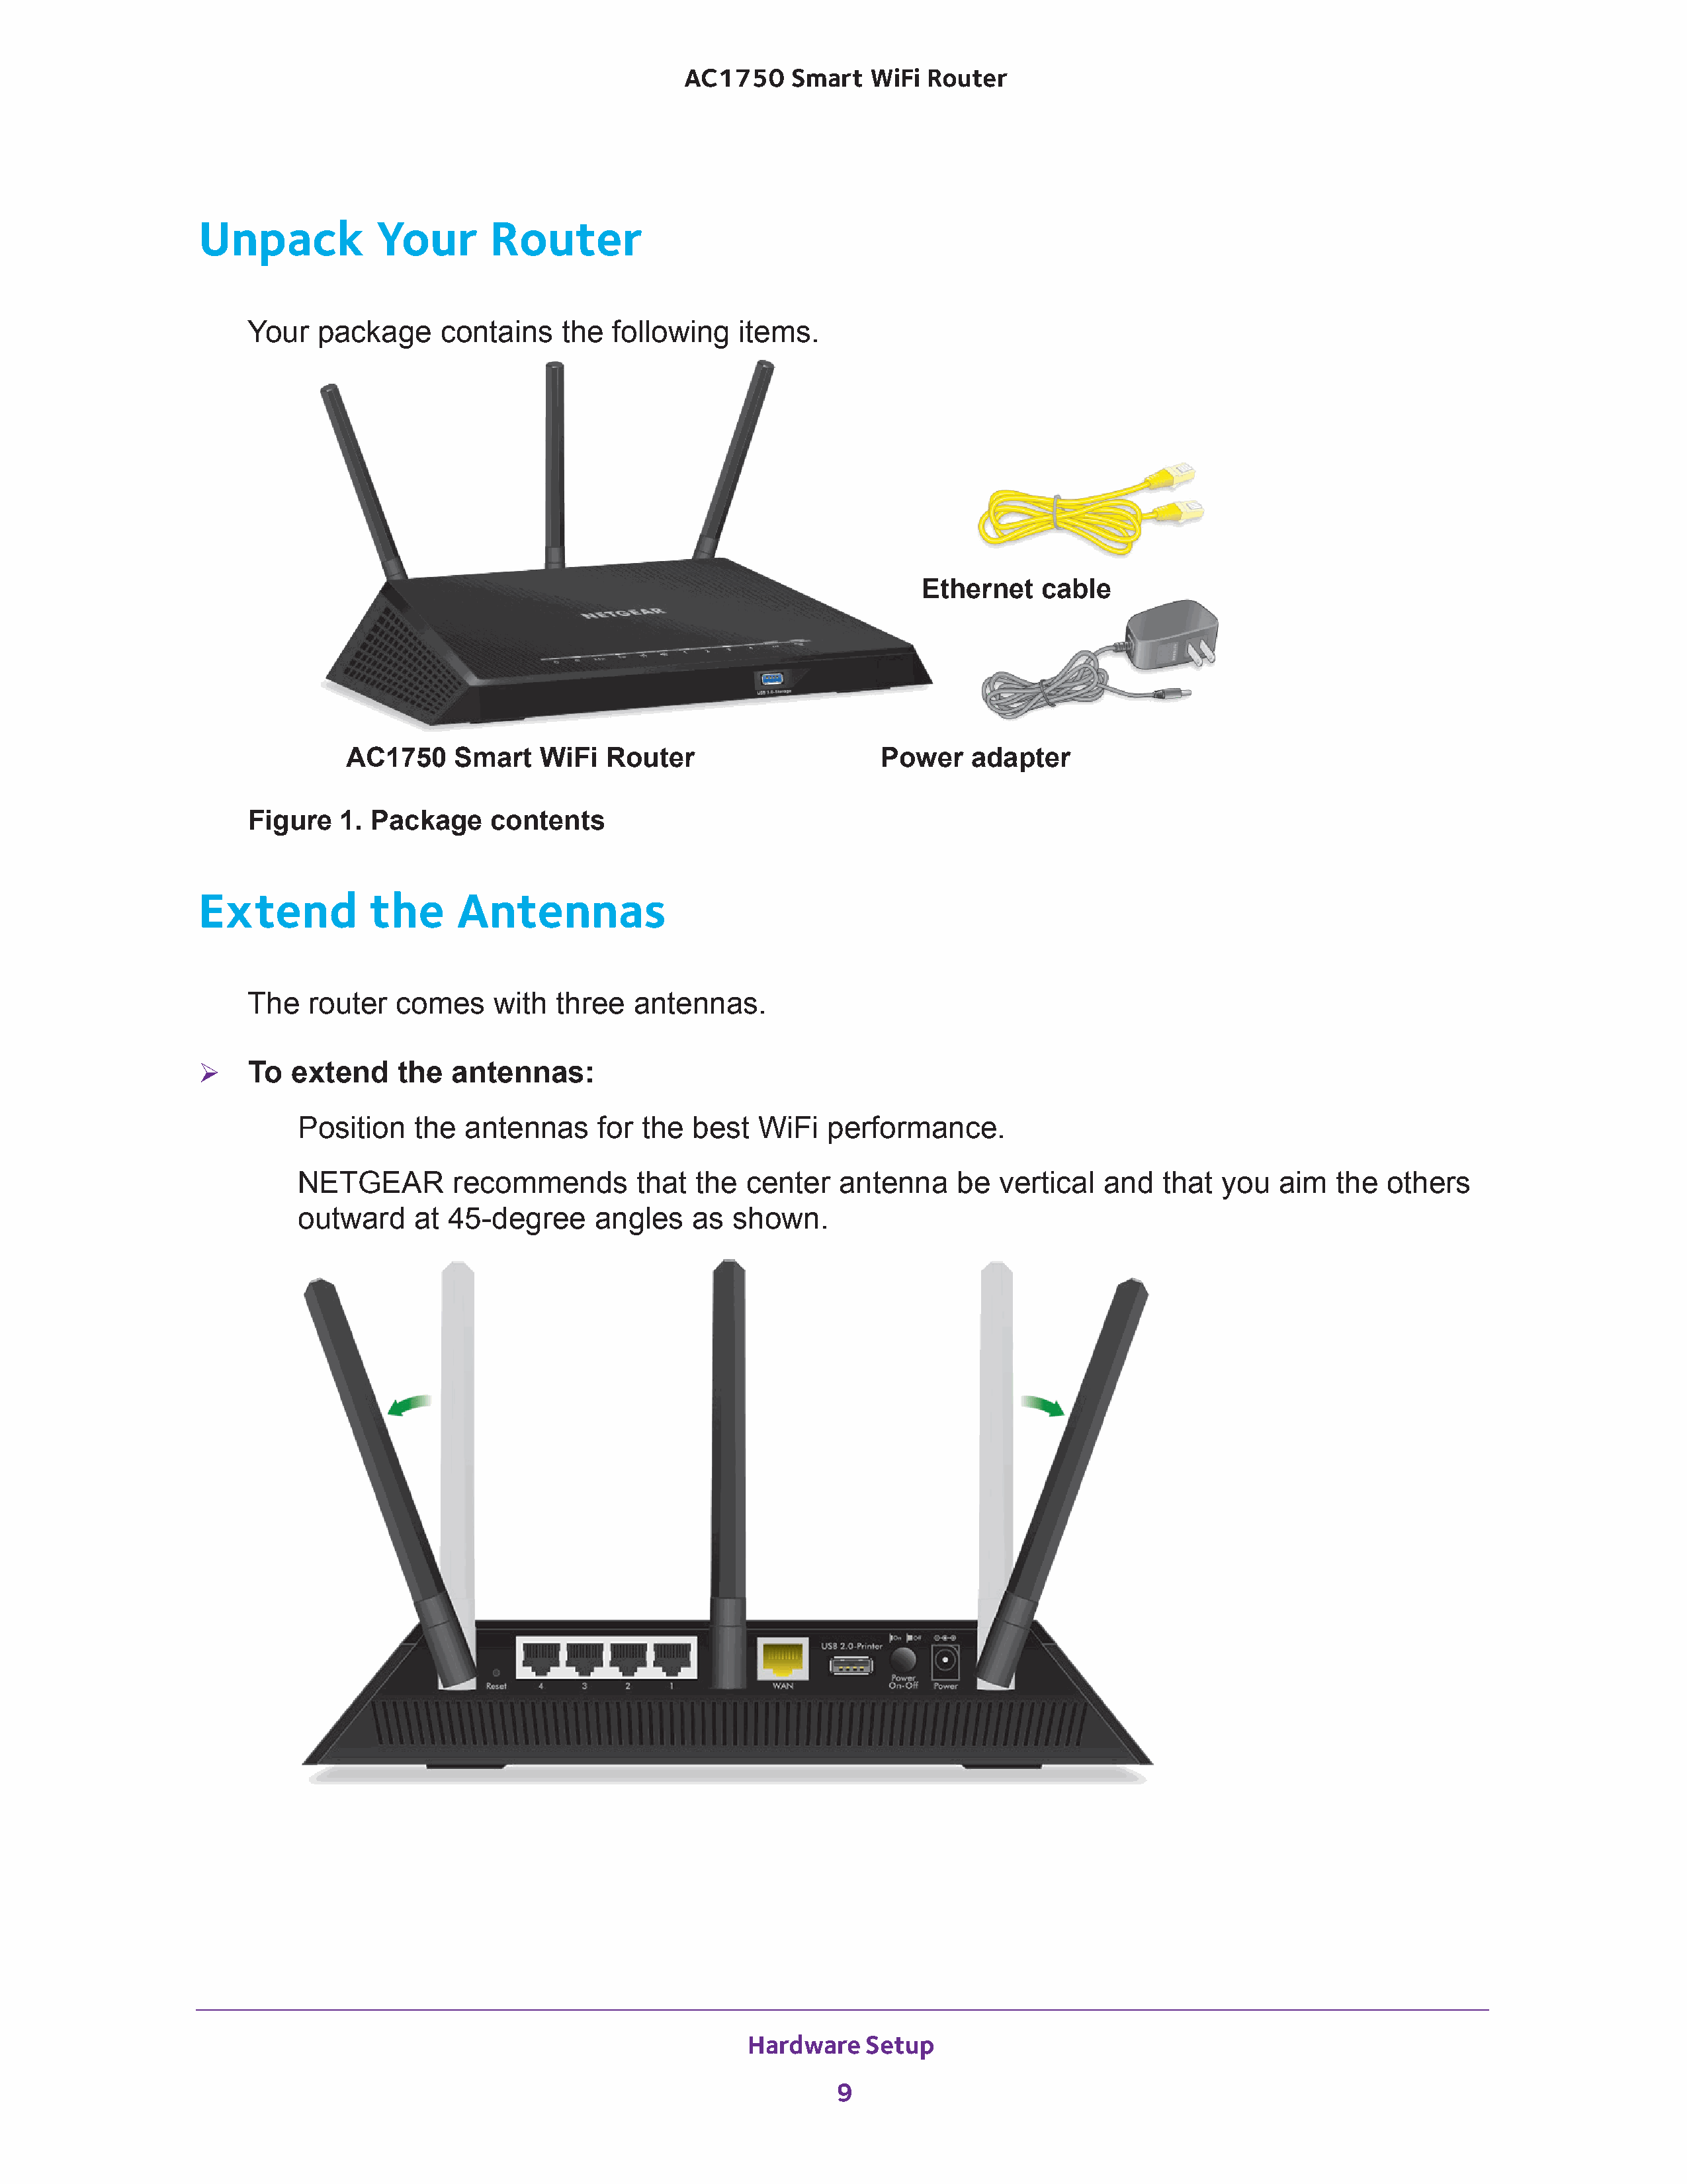 AC1750 Smart WiFi Router
Unpack Your Router
Your package contains the following items.
NETGEAR
Ethernet cable
AC1750 Smart WiFi Router
Power adapter
Figure 1. Package contents
Extend the Antennas
The router comes with three antennas.
To extend the antennas:
Position the antennas for the best WiFi performance.
NETGEAR recommends that the center antenna be vertical and that you aim the others
outward at 45-degree angles as shown.
USB 2.0-Printer
On Off
Reset 4 3 2 1 WAN
Power
On-Off
Power
Hardware Setup
9